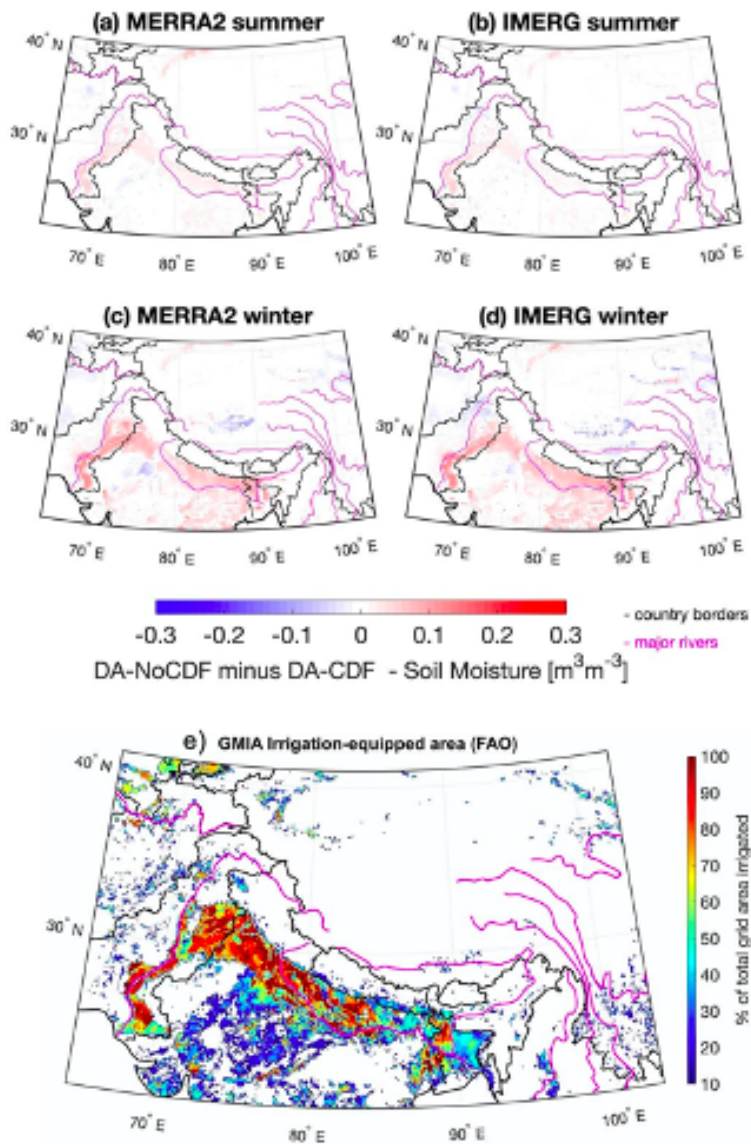 (a) MERRA2 summer
(b) IMERG summer
40° N
40° N
30° N
30° N
70° E
80° E
90° E
100° E
70° E
80° E
90° E
100° E
(c) MERRA2 winter
(d) IMERG winter
40° N
40° N
30° N
30° N
70° E
80° E
90° E
100° E
70° E
80° E
90° E
100° E
-0.3 -0.2 -0.1 0 0.1 0.2 0.3
- country borders
- major rivers
DA-NoCDF minus DA-CDF - Soil Moisture [m³m⁻³]
e) GMIA Irrigation-equipped area (FAO)
40° N
30° N
70° E
80° E
90° E
100° E
100
90
80
70
60
50
40
30
20
10
% of total grid area irrigated